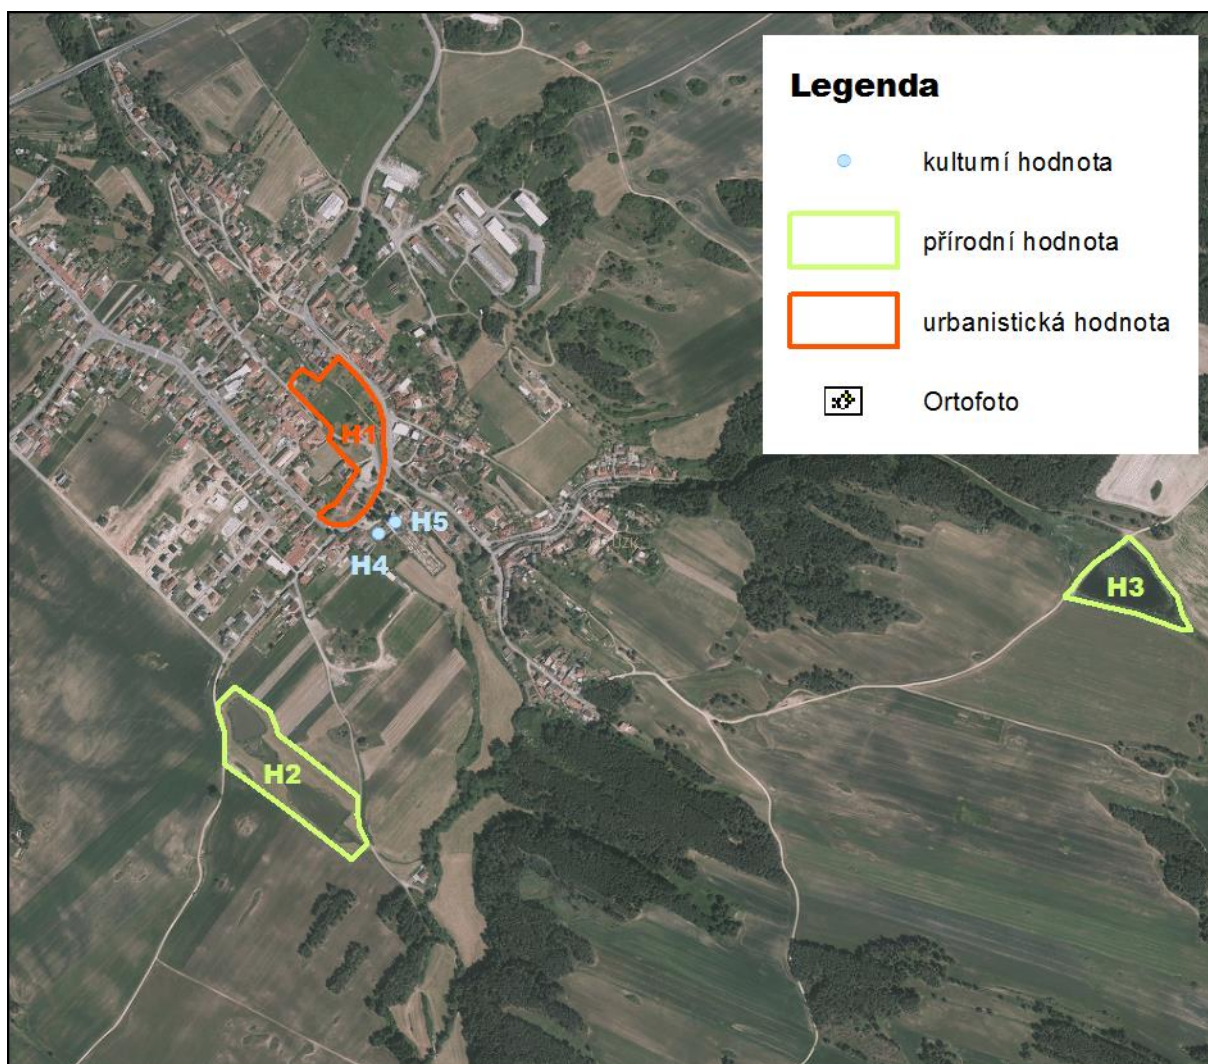 Legenda
kulturní hodnota
přírodní hodnota
urbanistická hodnota
Ortofoto
H1
H5
H4
H3
H2